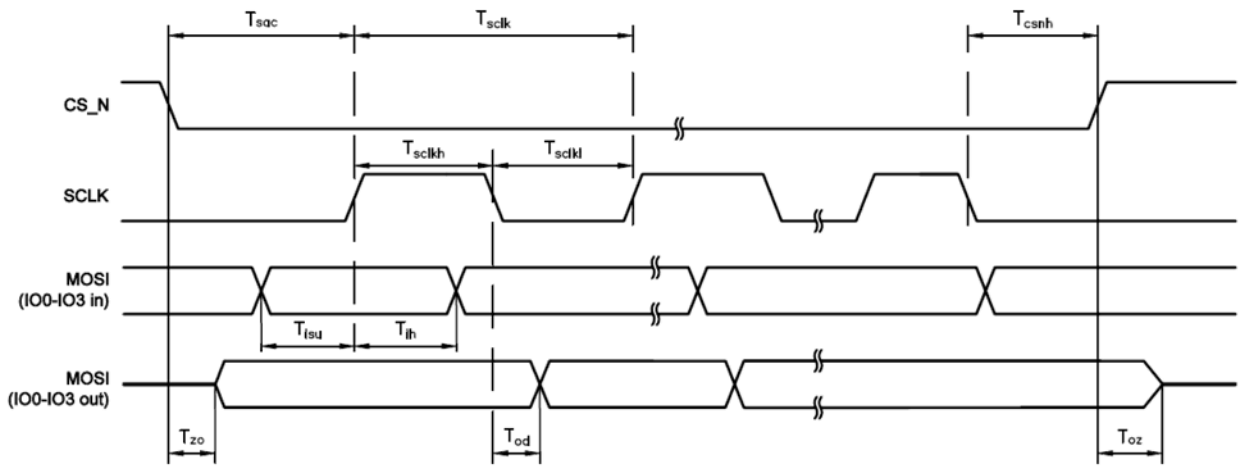 Tsgc Tsclk Tcsnh
CS_N
Tsclkh Tsclkl
SCLK
MOSI
(IO0-IO3 in)
Tisu Tih
MOSI
(IO0-IO3 out)
Tzo Tod Toz